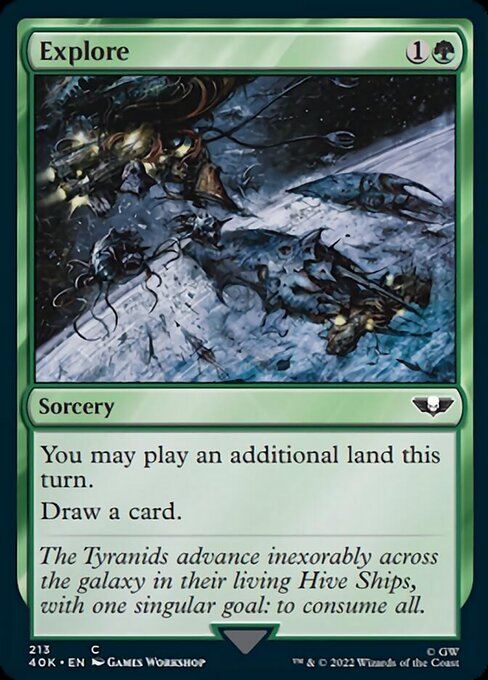 Explore 1
Sorcery
You may play an additional land this
turn.
Draw a card.
The Tyranids advance inexorably across
the galaxy in their living Hive Ships,
with one singular goal: to consume all.
213 C © GW
40K • EN Games Workshop ™ & © 2022 Wizards of the Coast